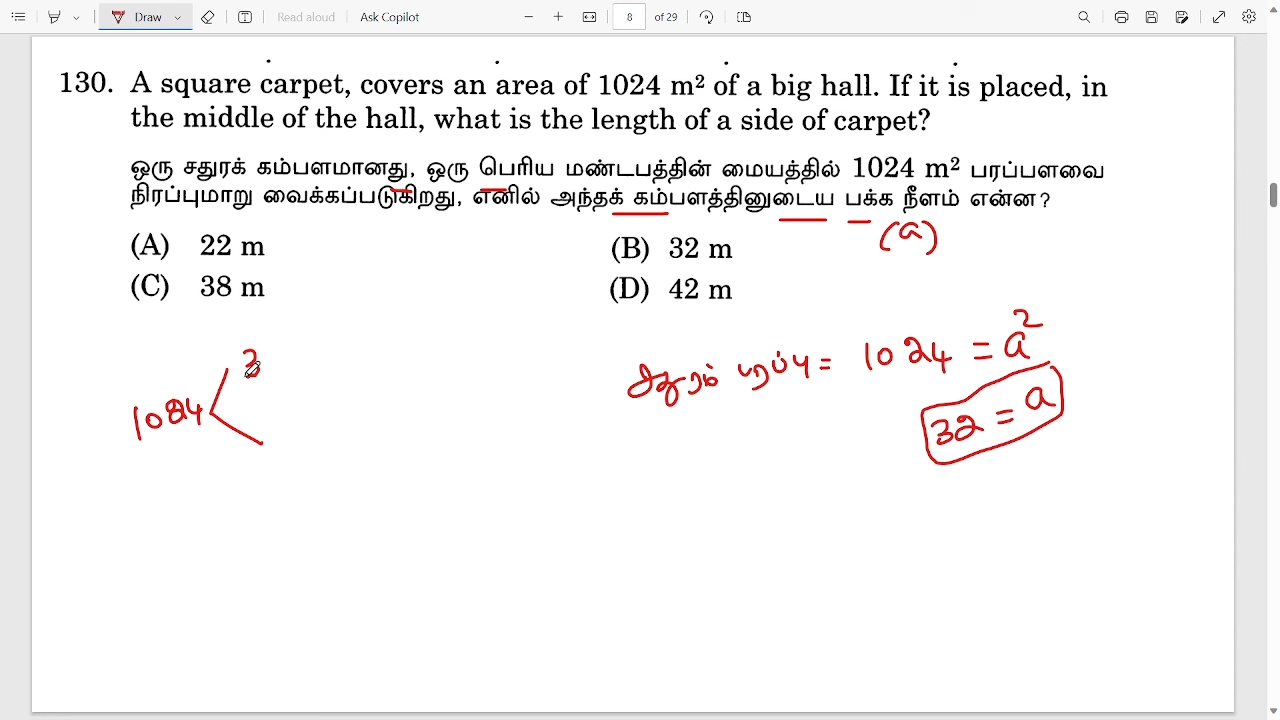 Draw Read aloud Ask Copilot 8 of 29
130. A square carpet, covers an area of 1024 m² of a big hall. If it is placed, in
the middle of the hall, what is the length of a side of carpet?
ஒரு சதுரக் கம்பளமானது, ஒரு பெரிய மண்டபத்தின் மையத்தில் 1024 m² பரப்பளவை
நிரப்புமாறு வைக்கப்படுகிறது, எனில் அந்தக் கம்பளத்தினுடைய பக்க நீளம் என்ன?
(a)
(A) 22 m (B) 32 m
(C) 38 m (D) 42 m
சதுரம் பரப்பு = 1024 = a²
32 = a
1024